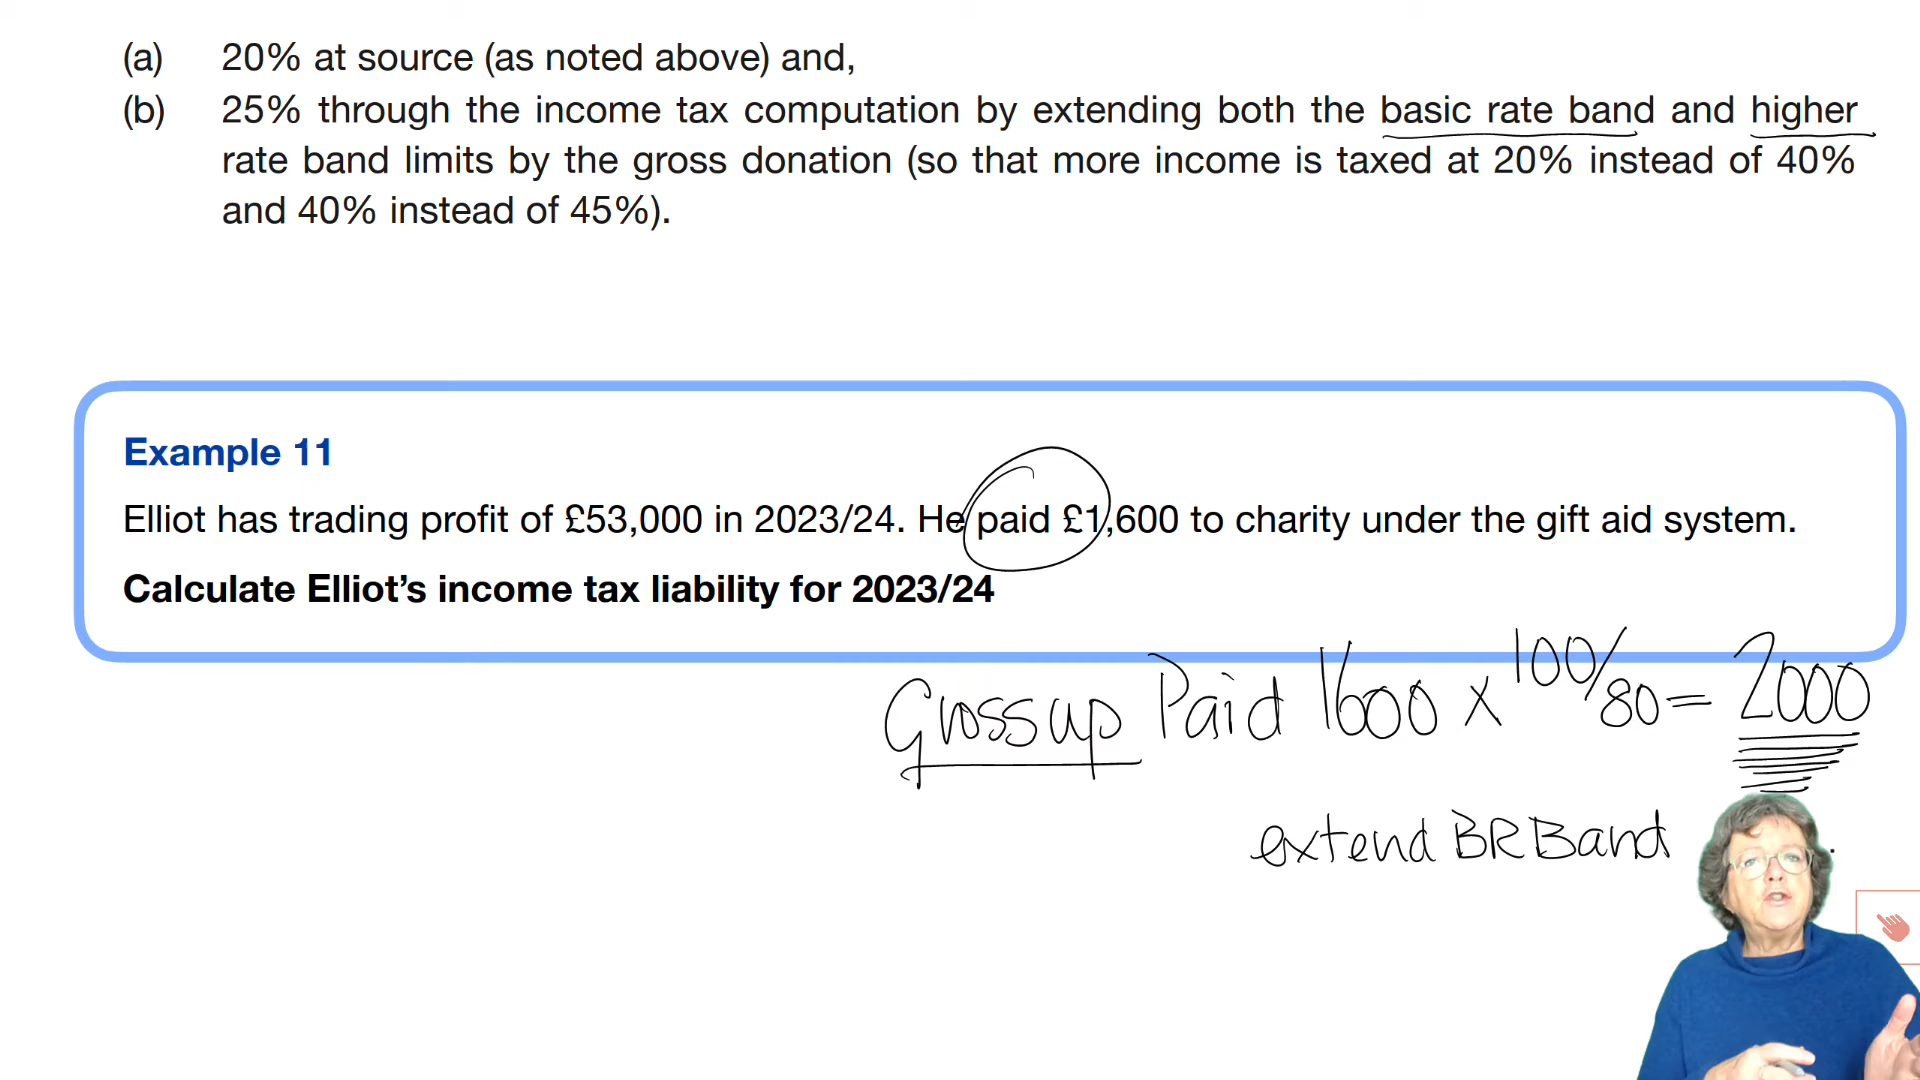 (a) 20% at source (as noted above) and,
(b) 25% through the income tax computation by extending both the basic rate band and higher
rate band limits by the gross donation (so that more income is taxed at 20% instead of 40%
and 40% instead of 45%).
Example 11
Elliot has trading profit of £53,000 in 2023/24. He paid £1,600 to charity under the gift aid system.
Calculate Elliot’s income tax liability for 2023/24
Gross up Paid 1600 x 100/80 = 2000
extend BR Band